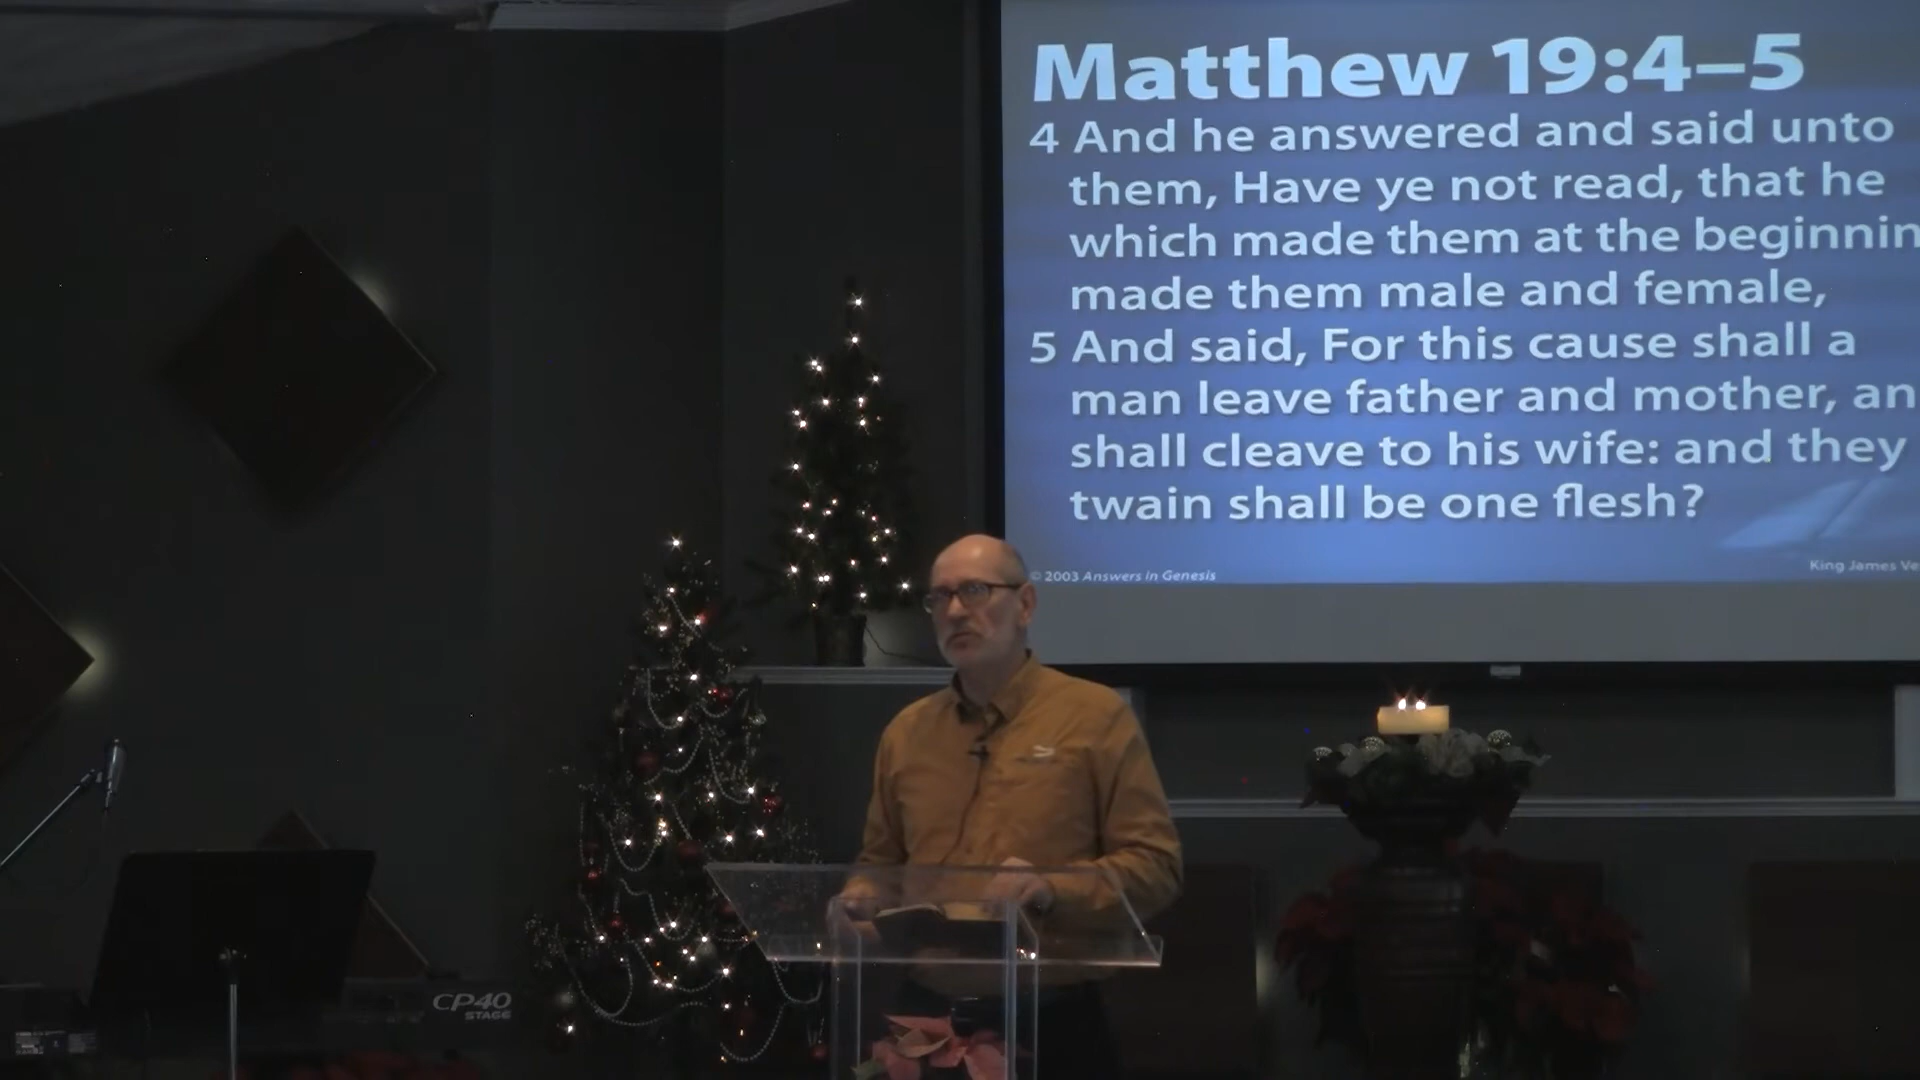 Matthew 19:4–5
4 And he answered and said unto
them, Have ye not read, that he
which made them at the beginnin
made them male and female,
5 And said, For this cause shall a
man leave father and mother, an
shall cleave to his wife: and they
twain shall be one flesh?
© 2003 Answers in Genesis
King James Ve
CP40
STAGE